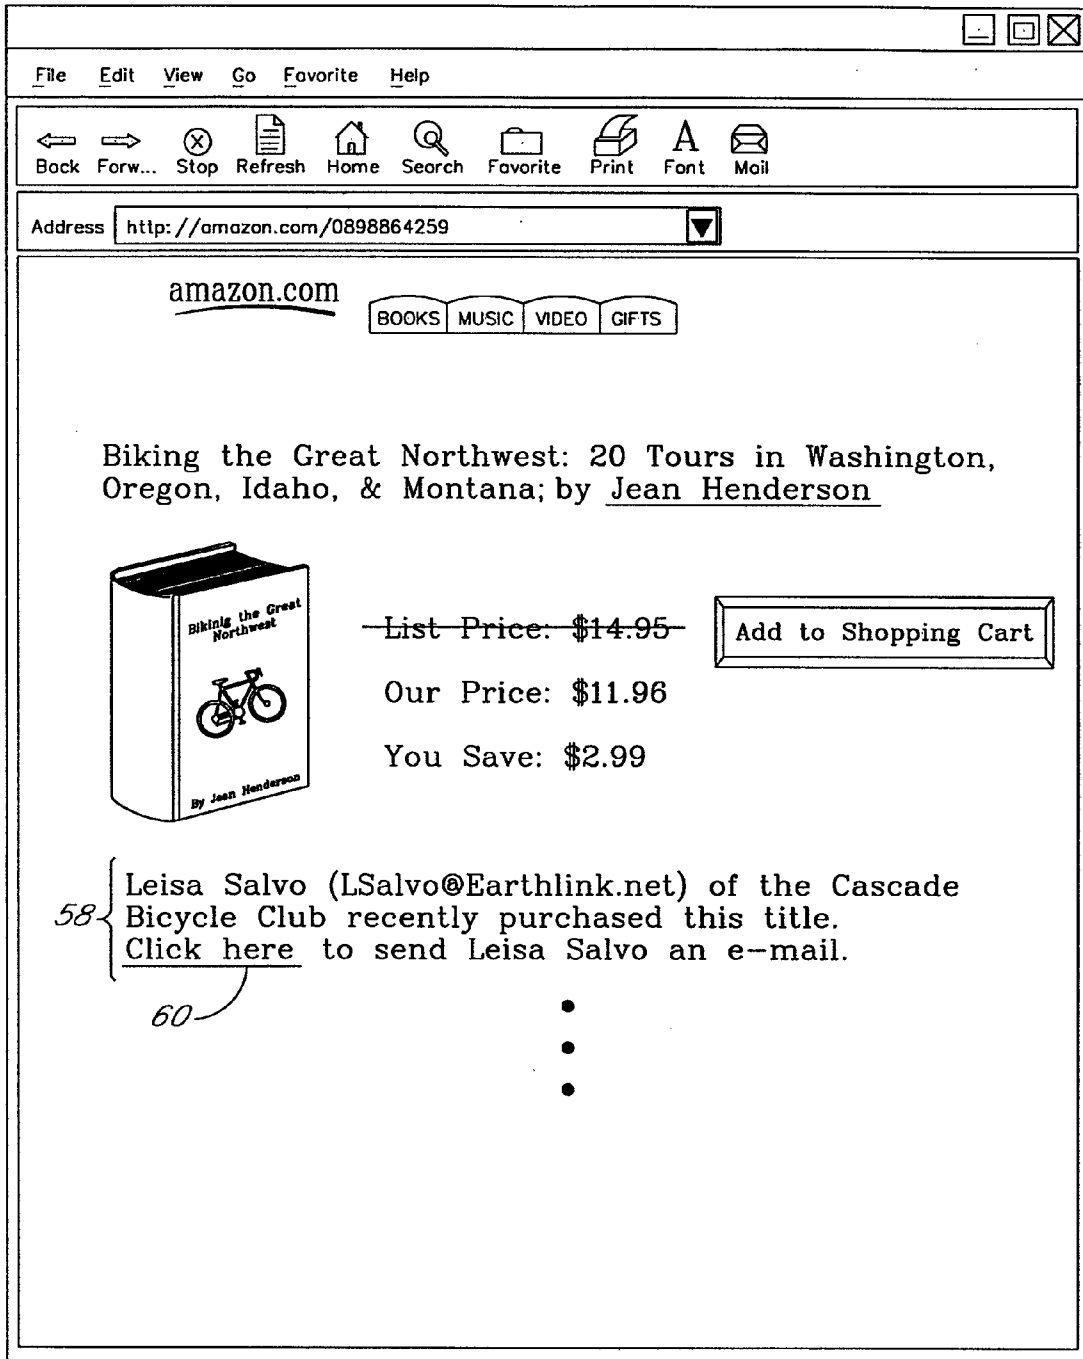 File Edit View Go Favorite Help
Back Forw... Stop Refresh Home Search Favorite Print Font Mail
Address http://amazon.com/0898864259
amazon.com
BOOKS MUSIC VIDEO GIFTS
Biking the Great Northwest: 20 Tours in Washington,
Oregon, Idaho, & Montana; by Jean Henderson
Bikinig the Great
Northwest
By Jean Henderson
List Price: $14.95
Add to Shopping Cart
Our Price: $11.96
You Save: $2.99
Leisa Salvo (LSalvo@Earthlink.net) of the Cascade
58 Bicycle Club recently purchased this title.
Click here to send Leisa Salvo an e-mail.
60